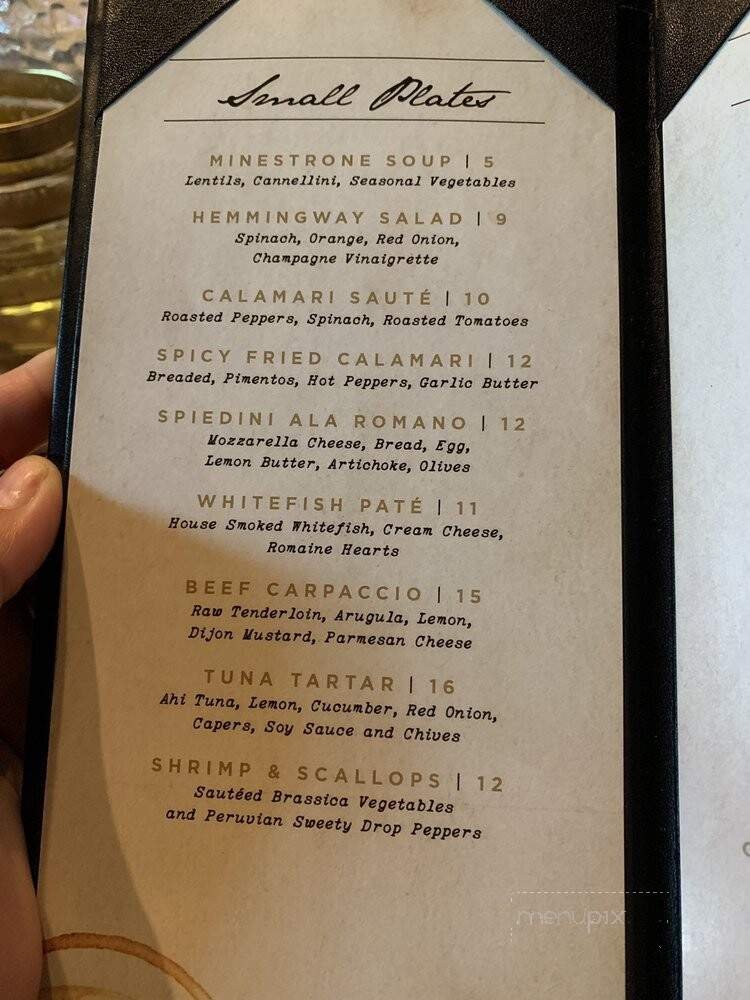 Small Plates
MINESTRONE SOUP | 5
Lentils, Cannellini, Seasonal Vegetables
HEMMINGWAY SALAD | 9
Spinach, Orange, Red Onion,
Champagne Vinaigrette
CALAMARI SAUTÉ | 10
Roasted Peppers, Spinach, Roasted Tomatoes
SPICY FRIED CALAMARI | 12
Breaded, Pimentos, Hot Peppers, Garlic Butter
SPIEDINI ALA ROMANO | 12
Mozzarella Cheese, Bread, Egg,
Lemon Butter, Artichoke, Olives
WHITEFISH PATÉ | 11
House Smoked Whitefish, Cream Cheese,
Romaine Hearts
BEEF CARPACCIO | 15
Raw Tenderloin, Arugula, Lemon,
Dijon Mustard, Parmesan Cheese
TUNA TARTAR | 16
Ahi Tuna, Lemon, Cucumber, Red Onion,
Capers, Soy Sauce and Chives
SHRIMP & SCALLOPS | 12
Sautéed Brassica Vegetables
and Peruvian Sweety Drop Peppers
menupix